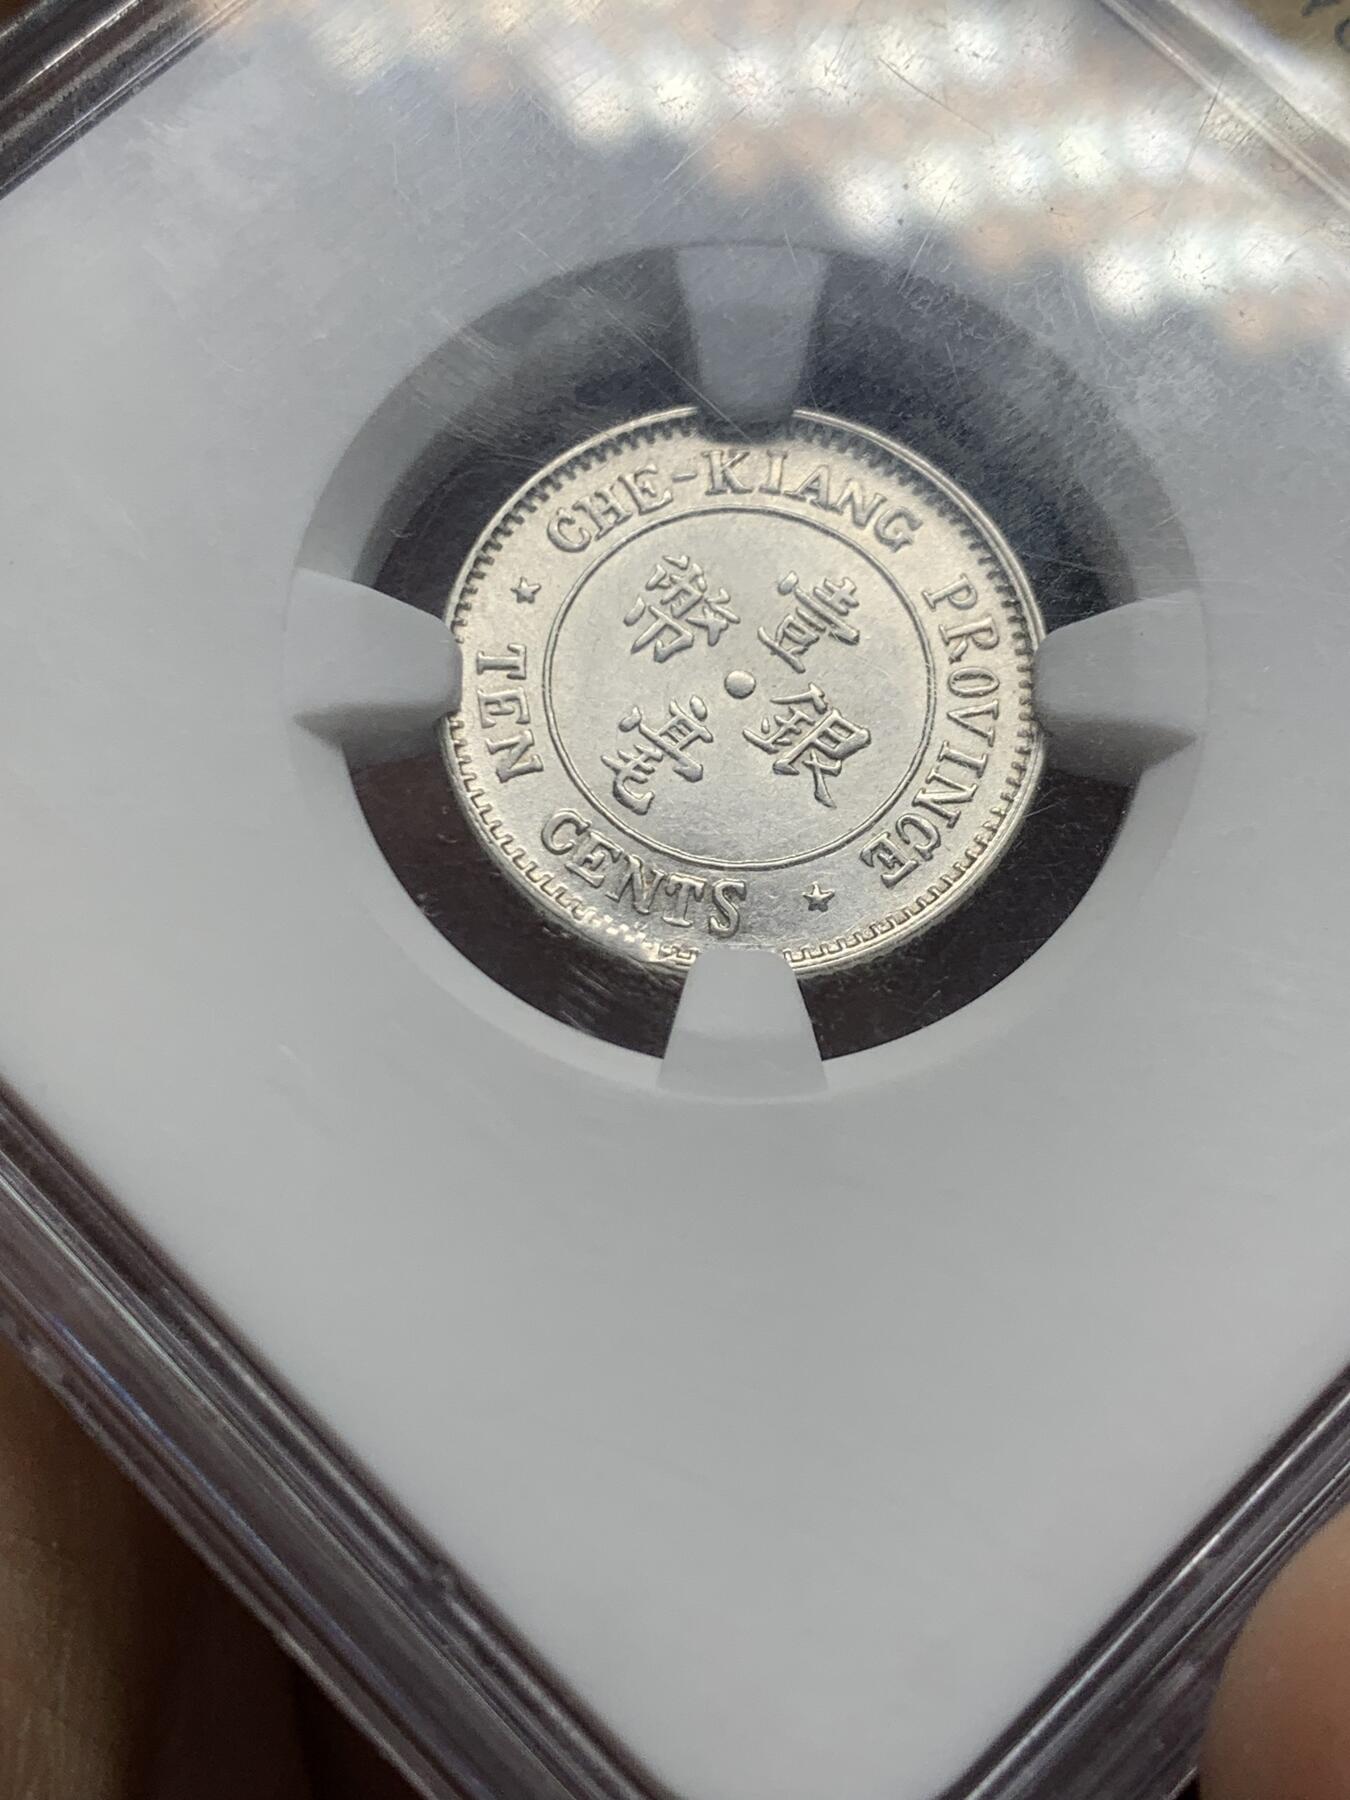 CHE-KIANG PROVINCE
★ TEN CENTS ★
壹銀
幣毫